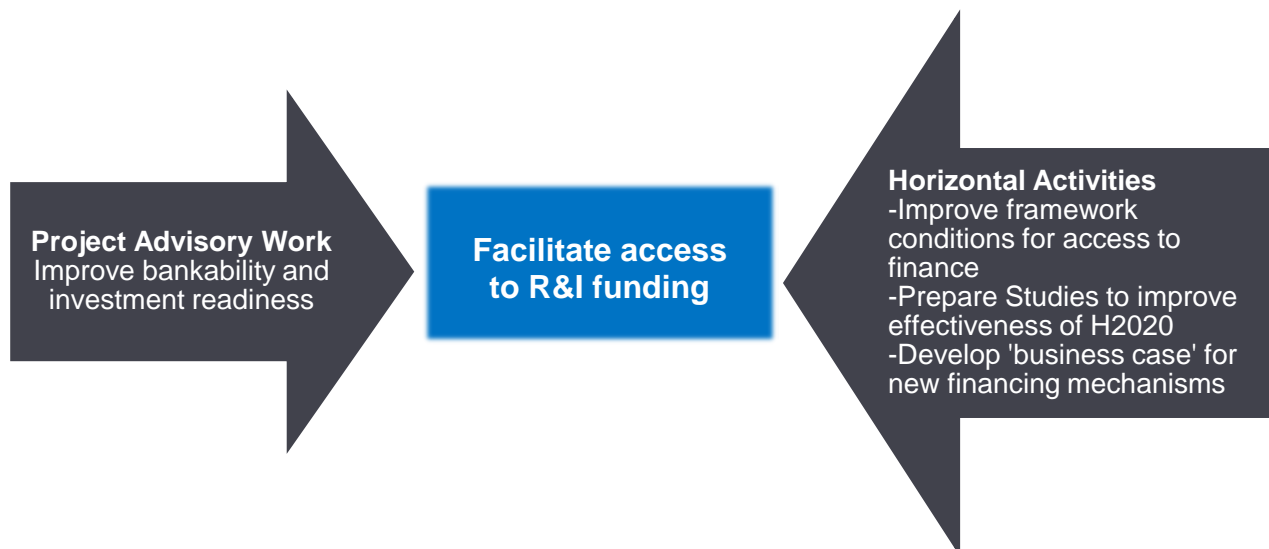 Project Advisory Work
Improve bankability and
investment readiness
Facilitate access
to R&I funding
Horizontal Activities
-Improve framework
conditions for access to
finance
-Prepare Studies to improve
effectiveness of H2020
-Develop 'business case' for
new financing mechanisms